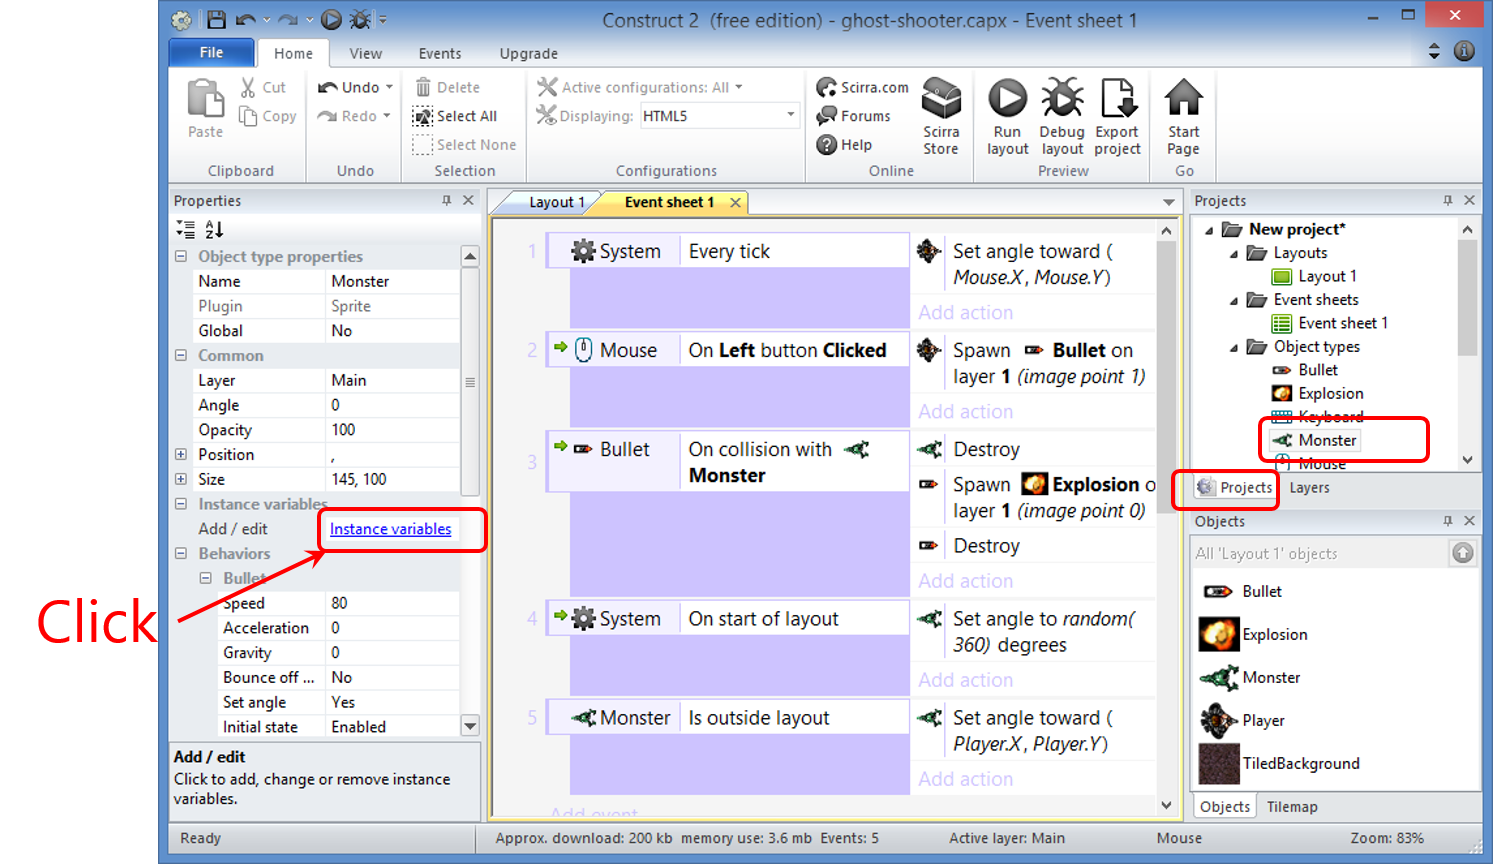 Construct 2 (free edition) - ghost-shooter.capx - Event sheet 1
File Home View Events Upgrade
Paste
Cut
Copy
Clipboard
Undo
Redo
Undo
Delete
Select All
Select None
Selection
Active configurations: All
Displaying: HTML5
Configurations
Scirra.com
Forums
Help
Scirra
Store
Online
Run
layout
Debug
layout
Export
project
Preview
Start
Page
Go
Properties
Object type properties
Name Monster
Plugin Sprite
Global No
Common
Layer Main
Angle 0
Opacity 100
Position ,
Size 145, 100
Instance variables
Add / edit Instance variables
Behaviors
Bullet
Speed 80
Acceleration 0
Gravity 0
Bounce off ... No
Set angle Yes
Initial state Enabled
Add / edit
Click to add, change or remove instance
variables.
Click
Layout 1 Event sheet 1
1 System Every tick
Set angle toward (
Mouse.X, Mouse.Y)
Add action
2 Mouse On Left button Clicked
Spawn Bullet on
layer 1 (image point 1)
Add action
3 Bullet On collision with
Monster
Destroy
Spawn Explosion o
layer 1 (image point 0)
Destroy
Add action
4 System On start of layout
Set angle to random(
360) degrees
Add action
5 Monster Is outside layout
Set angle toward (
Player.X, Player.Y)
Add action
Add event
Projects
New project*
Layouts
Layout 1
Event sheets
Event sheet 1
Object types
Bullet
Explosion
Keyboard
Monster
Mouse
Projects Layers
Objects
All 'Layout 1' objects
Bullet
Explosion
Monster
Player
TiledBackground
Objects Tilemap
Ready Approx. download: 200 kb memory use: 3.6 mb Events: 5 Active layer: Main Mouse Zoom: 83%